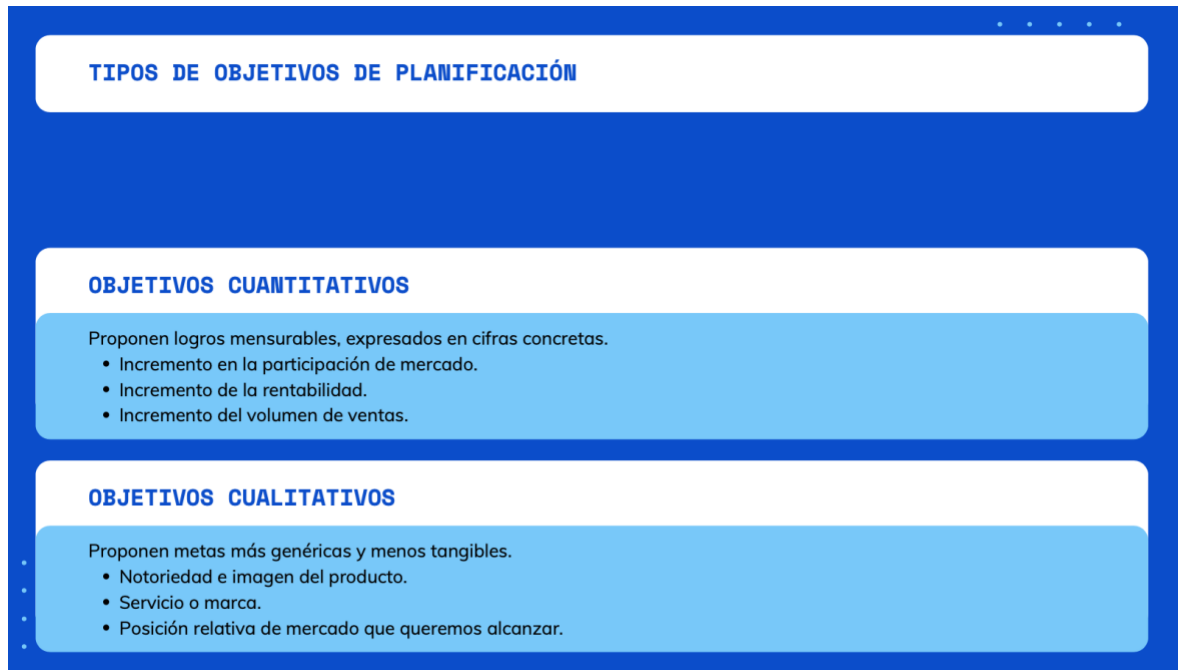 TIPOS DE OBJETIVOS DE PLANIFICACIÓN
OBJETIVOS CUANTITATIVOS
Proponen logros mensurables, expresados en cifras concretas.
• Incremento en la participación de mercado.
• Incremento de la rentabilidad.
• Incremento del volumen de ventas.
OBJETIVOS CUALITATIVOS
Proponen metas más genéricas y menos tangibles.
• Notoriedad e imagen del producto.
• Servicio o marca.
• Posición relativa de mercado que queremos alcanzar.